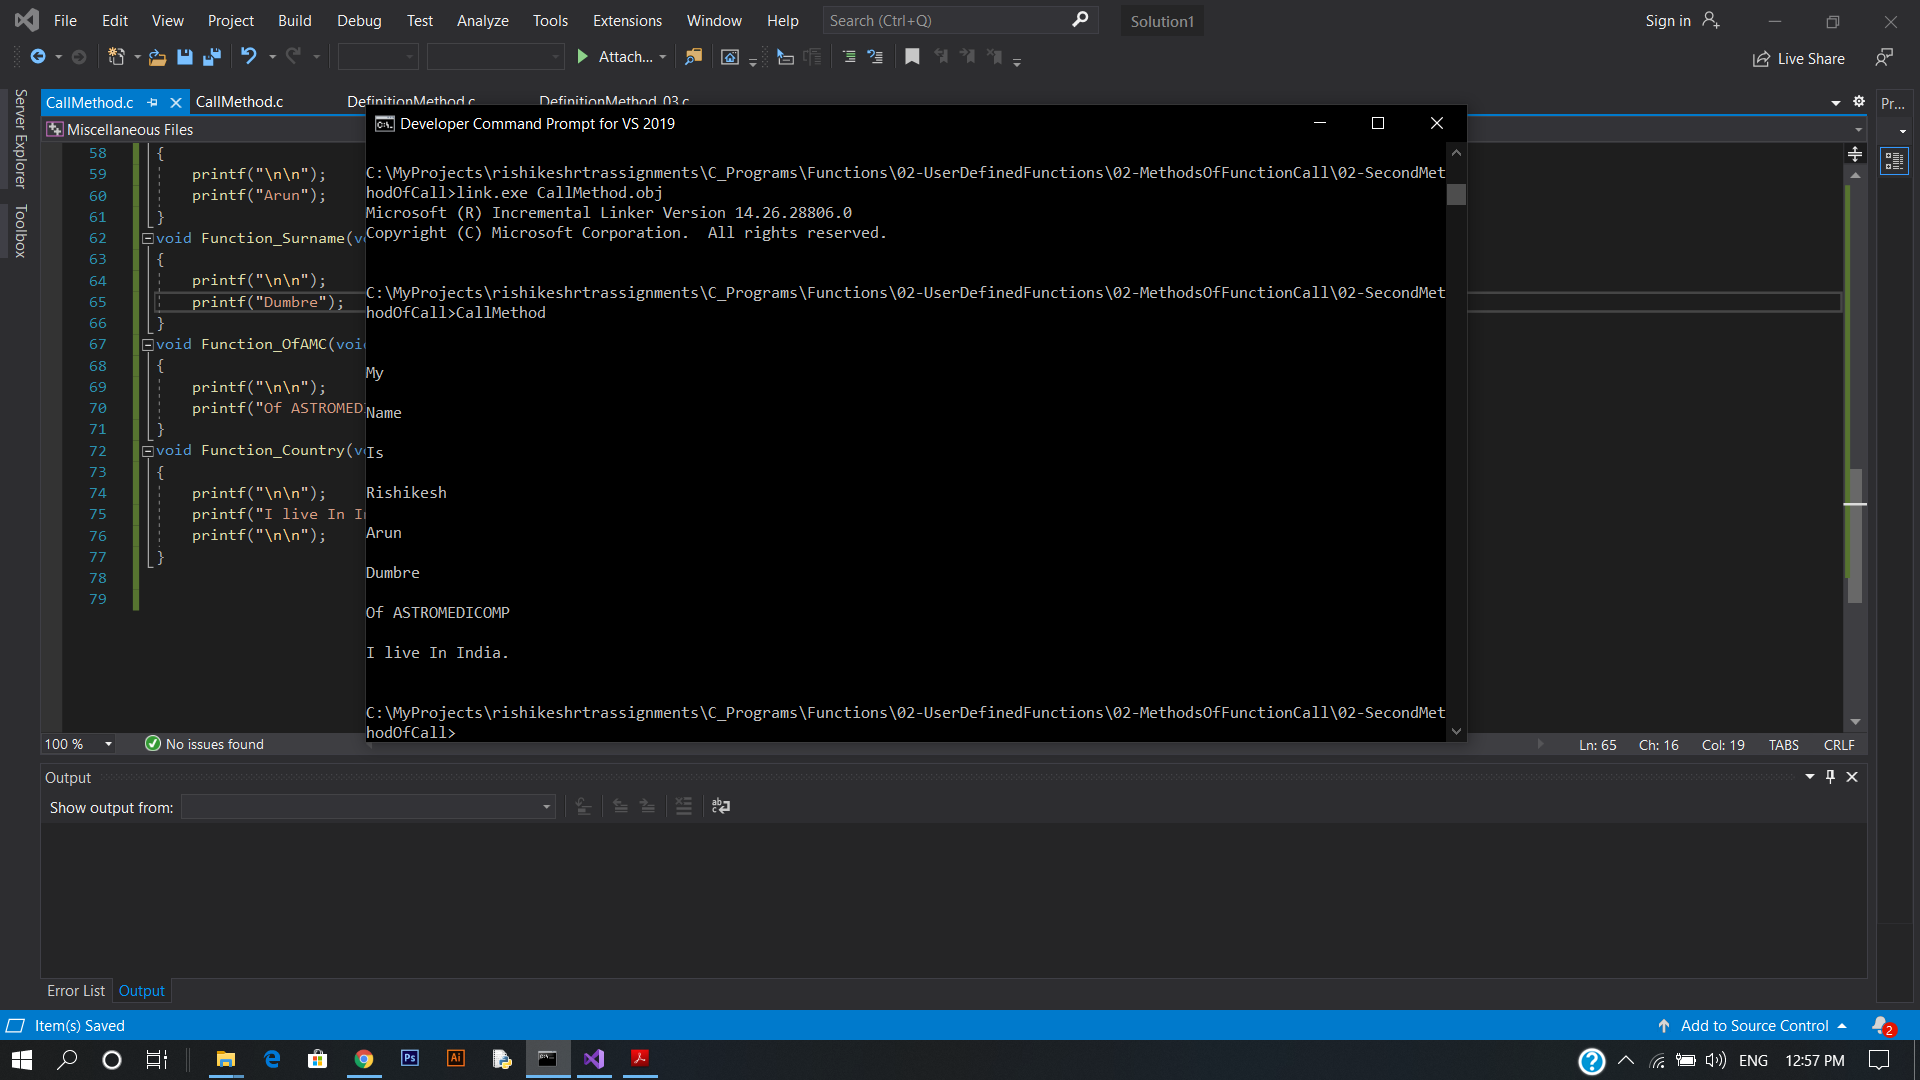 File Edit View Project Build Debug Test Analyze Tools Extensions Window Help Search (Ctrl+Q) Solution1 Sign in
Attach... Live Share
Server Explorer
Toolbox
CallMethod.c CallMethod.c DefinitionMethod.c DefinitionMethod_03.c Pr...
Miscellaneous Files
58 {
59 printf("\n\n");
60 printf("Arun");
61 }
62 void Function_Surname(v
63 {
64 printf("\n\n");
65 printf("Dumbre");
66 }
67 void Function_OfAMC(voi
68 {
69 printf("\n\n");
70 printf("Of ASTROMED
71 }
72 void Function_Country(v
73 {
74 printf("\n\n");
75 printf("I live In I
76 printf("\n\n");
77 }
78
79
Developer Command Prompt for VS 2019
C:\MyProjects\rishikeshrtrassignments\C_Programs\Functions\02-UserDefinedFunctions\02-MethodsOfFunctionCall\02-SecondMet
hodOfCall>link.exe CallMethod.obj
Microsoft (R) Incremental Linker Version 14.26.28806.0
Copyright (C) Microsoft Corporation.  All rights reserved.
C:\MyProjects\rishikeshrtrassignments\C_Programs\Functions\02-UserDefinedFunctions\02-MethodsOfFunctionCall\02-SecondMet
hodOfCall>CallMethod
My
Name
Is
Rishikesh
Arun
Dumbre
Of ASTROMEDICOMP
I live In India.
C:\MyProjects\rishikeshrtrassignments\C_Programs\Functions\02-UserDefinedFunctions\02-MethodsOfFunctionCall\02-SecondMet
hodOfCall>
100 % No issues found Ln: 65 Ch: 16 Col: 19 TABS CRLF
Output
Show output from:
Error List Output
Item(s) Saved Add to Source Control 2
Ps Ai ENG 12:57 PM